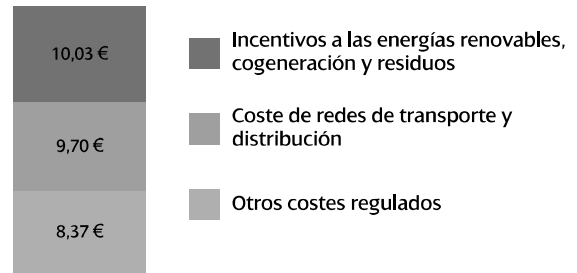 10,03 €
Incentivos a las energías renovables,
cogeneración y residuos
9,70 €
Coste de redes de transporte y
distribución
8,37 €
Otros costes regulados